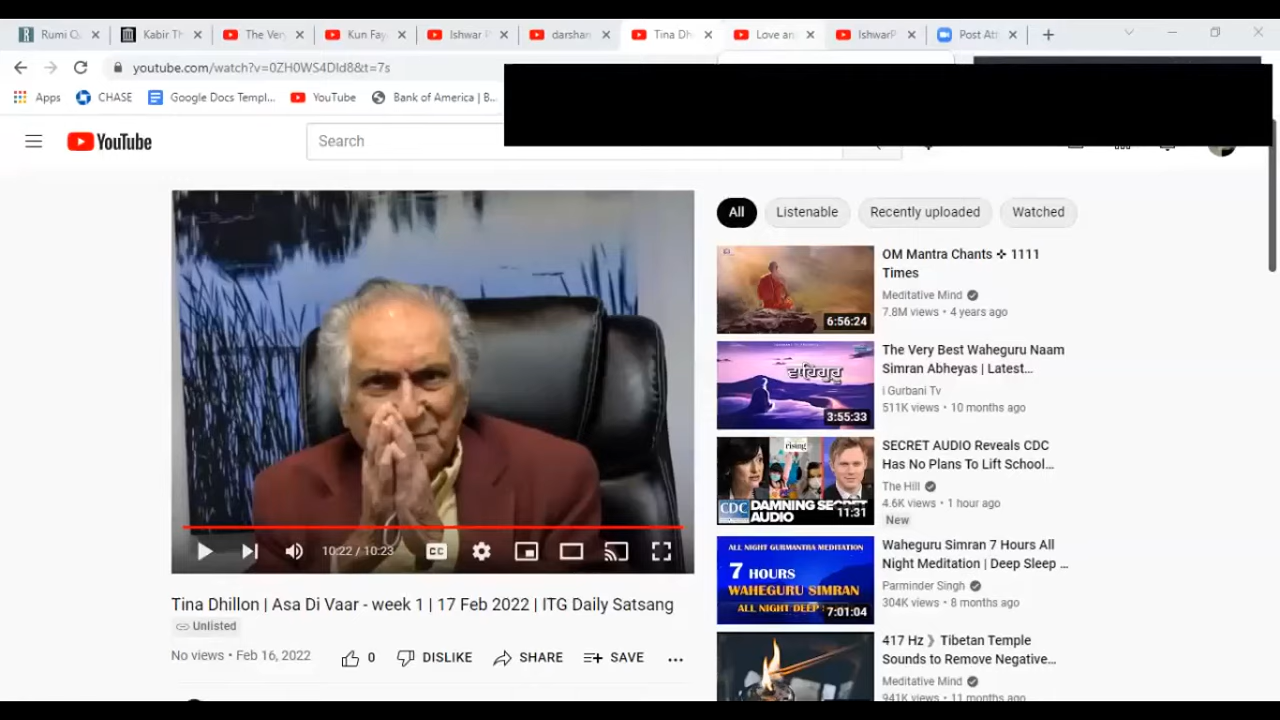 Rumi Q
Kabir Th
The Very
Kun Fay
Ishwar P
darshan
Tina Dh
Love an
IshwarP
Post Att
youtube.com/watch?v=0ZH0WS4DId8&t=7s
Apps
CHASE
Google Docs Templ...
YouTube
Bank of America | B...
YouTube
Search
All
Listenable
Recently uploaded
Watched
OM Mantra Chants ✧ 1111
Times
Meditative Mind
7.8M views • 4 years ago
6:56:24
The Very Best Waheguru Naam
Simran Abheyas | Latest...
i Gurbani Tv
511K views • 10 months ago
ਵਾਹਿਗੁਰੂ
3:55:33
SECRET AUDIO Reveals CDC
Has No Plans To Lift School...
The Hill
4.6K views • 1 hour ago
New
rising
CDC
DAMNING SECRET
AUDIO
11:31
Waheguru Simran 7 Hours All
Night Meditation | Deep Sleep ...
Parminder Singh
304K views • 8 months ago
ALL NIGHT GURMANTRA MEDITATION
7 HOURS
WAHEGURU SIMRAN
ALL NIGHT DEEP
7:01:04
417 Hz 》Tibetan Temple
Sounds to Remove Negative...
Meditative Mind
941K views • 11 months ago
10:22 / 10:23
CC
Tina Dhillon | Asa Di Vaar - week 1 | 17 Feb 2022 | ITG Daily Satsang
Unlisted
No views • Feb 16, 2022
0
DISLIKE
SHARE
SAVE